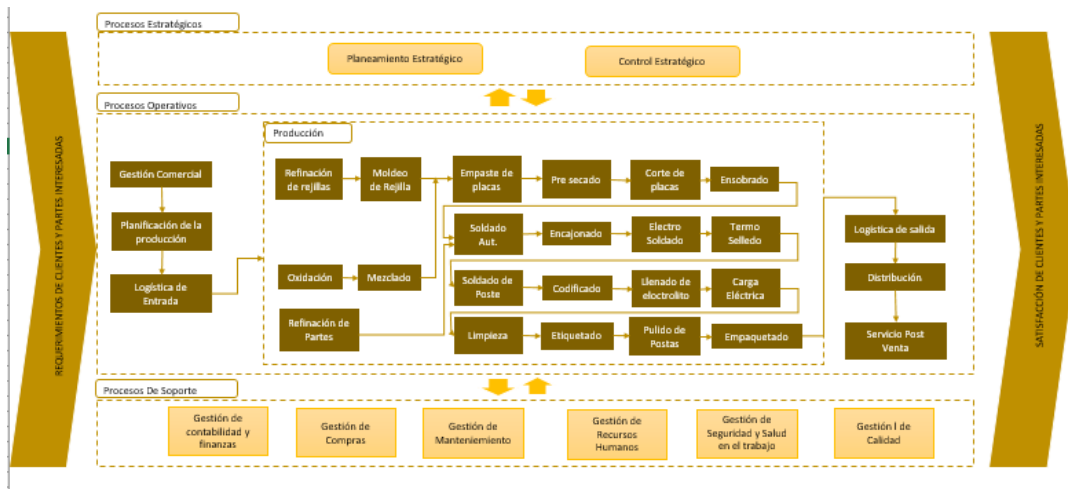 Procesos Estratégicos
Planeamiento Estratégico
Control Estratégico
REQUERIMIENTOS DE CLIENTES Y PARTES INTERESADAS
Procesos Operativos
Gestión Comercial
Planificación de la
producción
Logística de
Entrada
Producción
Refinación
de rejillas
Moldeo
de Rejilla
Empaste de
placas
Pre secado
Corte de
placas
Ensobrado
Soldado
Aut.
Encajonado
Electro
Soldado
Termo
Selledo
Oxidación
Mezclado
Soldado de
Poste
Codificado
Llenado de
eloctrolito
Carga
Eléctrica
Refinación de
Partes
Limpieza
Etiquetado
Pulido de
Postas
Empaquetado
Logística de salida
Distribución
Servicio Post
Venta
SATISFACCIÓN DE CLIENTES Y PARTES INTERESADAS
Procesos De Soporte
Gestión de
contabilidad y
finanzas
Gestión de
Compras
Gestión de
Manteniemiento
Gestión de
Recursos
Humanos
Gestión de
Seguridad y Salud
en el trabajo
Gestión l de
Calidad